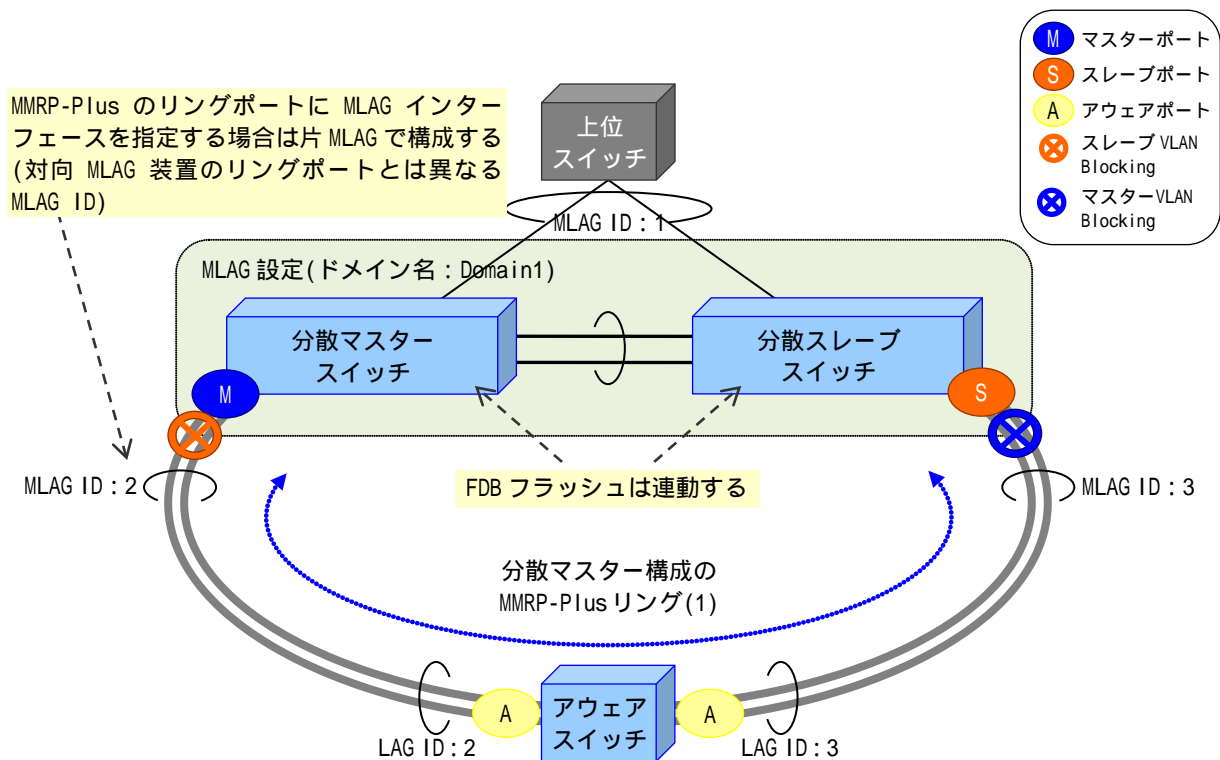 M マスターポート
S スレーブポート
A アウェアポート
スレーブ VLAN
Blocking
マスターVLAN
Blocking
MMRP-Plus のリングポートに MLAG インター
フェースを指定する場合は片 MLAG で構成する
(対向 MLAG 装置のリングポートとは異なる
MLAG ID)
上位
スイッチ
MLAG ID：1
MLAG 設定(ドメイン名：Domain1)
分散マスター
スイッチ
分散スレーブ
スイッチ
M
S
MLAG ID：2
FDB フラッシュは連動する
MLAG ID：3
分散マスター構成の
MMRP-Plus リング(1)
A
アウェア
スイッチ
A
LAG ID：2
LAG ID：3